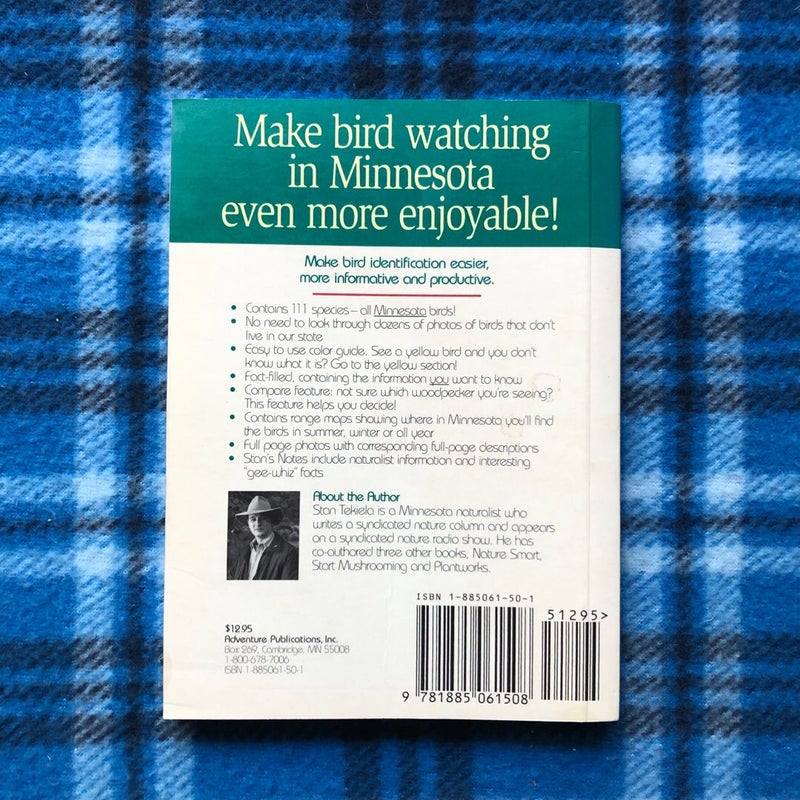 Make bird watching
in Minnesota
even more enjoyable!
Make bird identification easier,
more informative and productive.
• Contains 111 species – all Minnesota birds!
• No need to look through dozens of photos of birds that don't
live in our state
• Easy to use color guide. See a yellow bird and you don't
know what it is? Go to the yellow section!
• Fact-filled, containing the information you want to know
• Compare feature: not sure which woodpecker you're seeing?
This feature helps you decide!
• Contains range maps showing where in Minnesota you'll find
the birds in summer, winter or all year
• Full page photos with corresponding full-page descriptions
• Stan's Notes include naturalist information and interesting
"gee-whiz" facts
About the Author
Stan Tekiela is a Minnesota naturalist who
writes a syndicated nature column and appears
on a syndicated nature radio show. He has
co-authored three other books, Nature Smart,
Start Mushrooming and Plantworks.
$12.95
Adventure Publications, Inc.
Box 269, Cambridge, MN 55008
1-800-678-7006
ISBN 1-885061-50-1
ISBN 1-885061-50-1
51295>
9 781885 061508